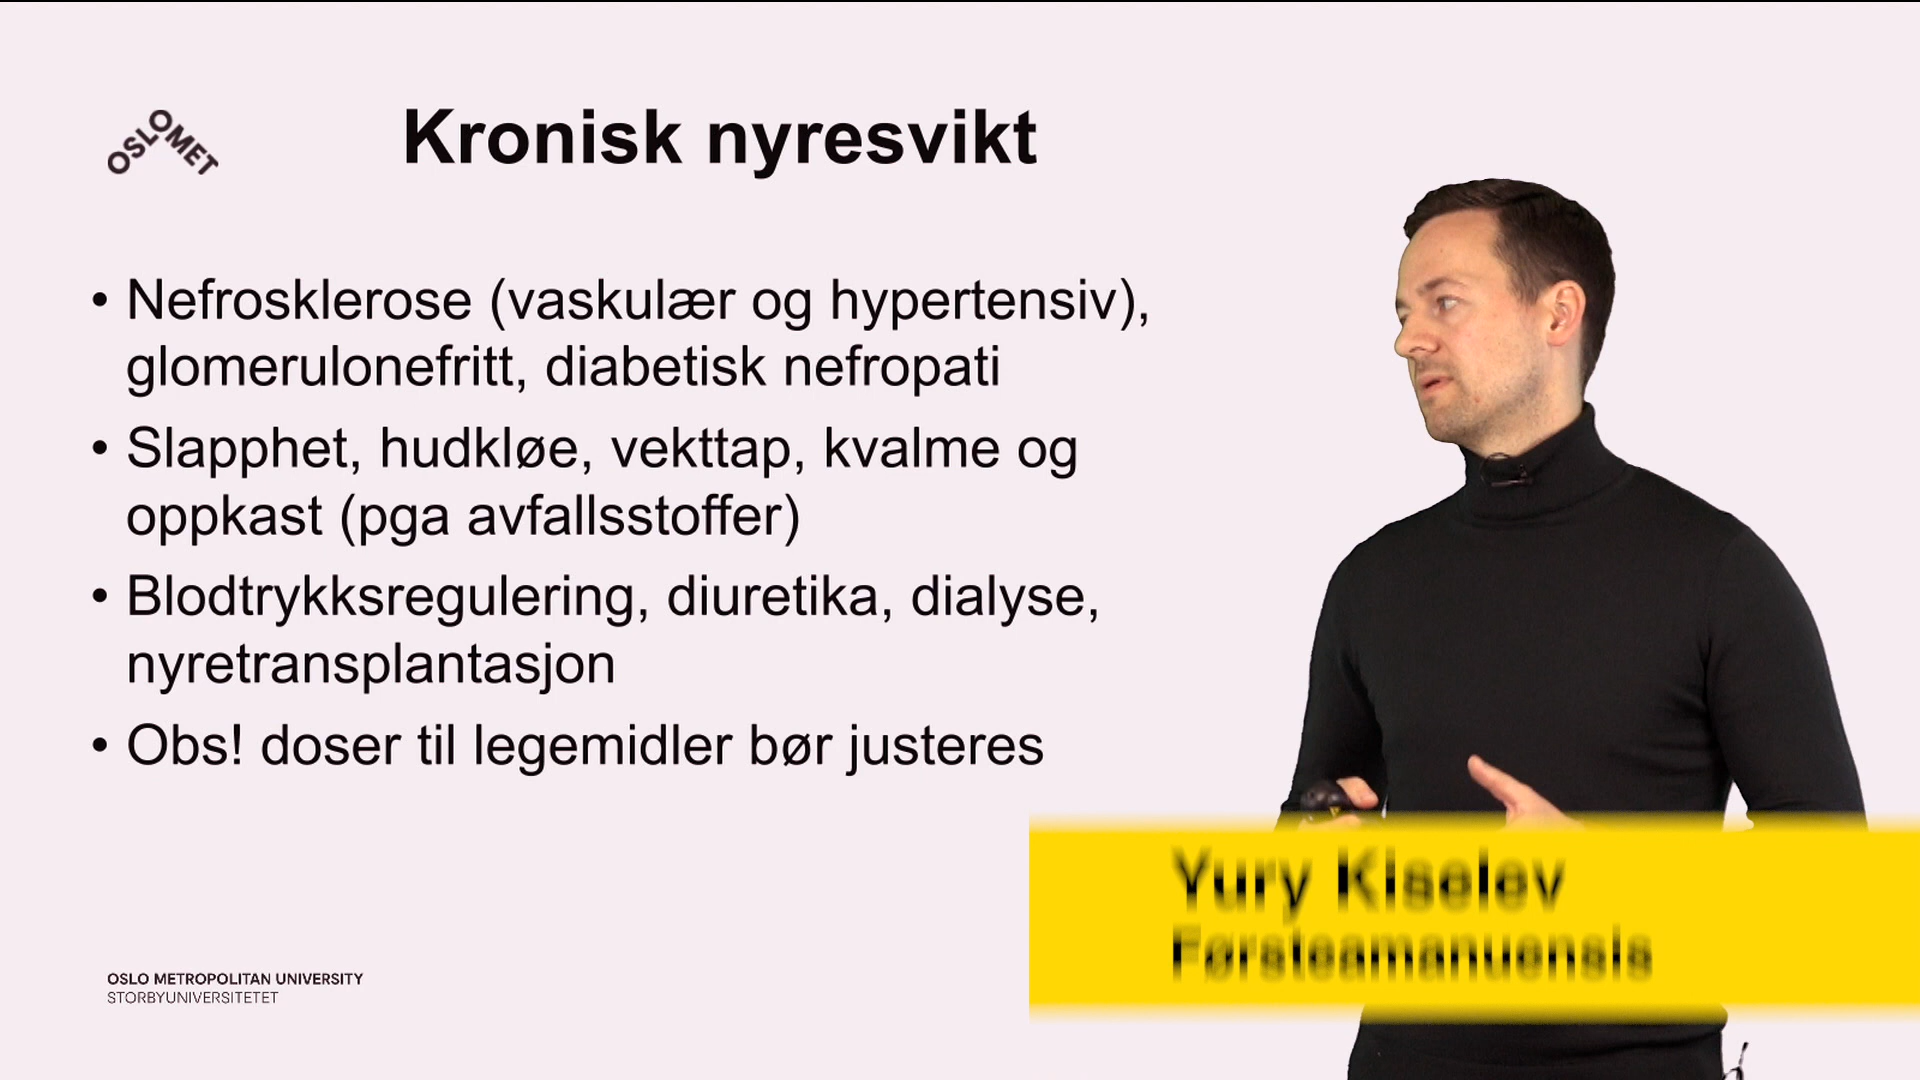 OSLOMET
Kronisk nyresvikt
• Nefrosklerose (vaskulær og hypertensiv),
glomerulonefritt, diabetisk nefropati
• Slapphet, hudkløe, vekttap, kvalme og
oppkast (pga avfallsstoffer)
• Blodtrykksregulering, diuretika, dialyse,
nyretransplantasjon
• Obs! doser til legemidler bør justeres
Yury Kiselev
Førsteamanuensis
OSLO METROPOLITAN UNIVERSITY
STORBYUNIVERSITETET